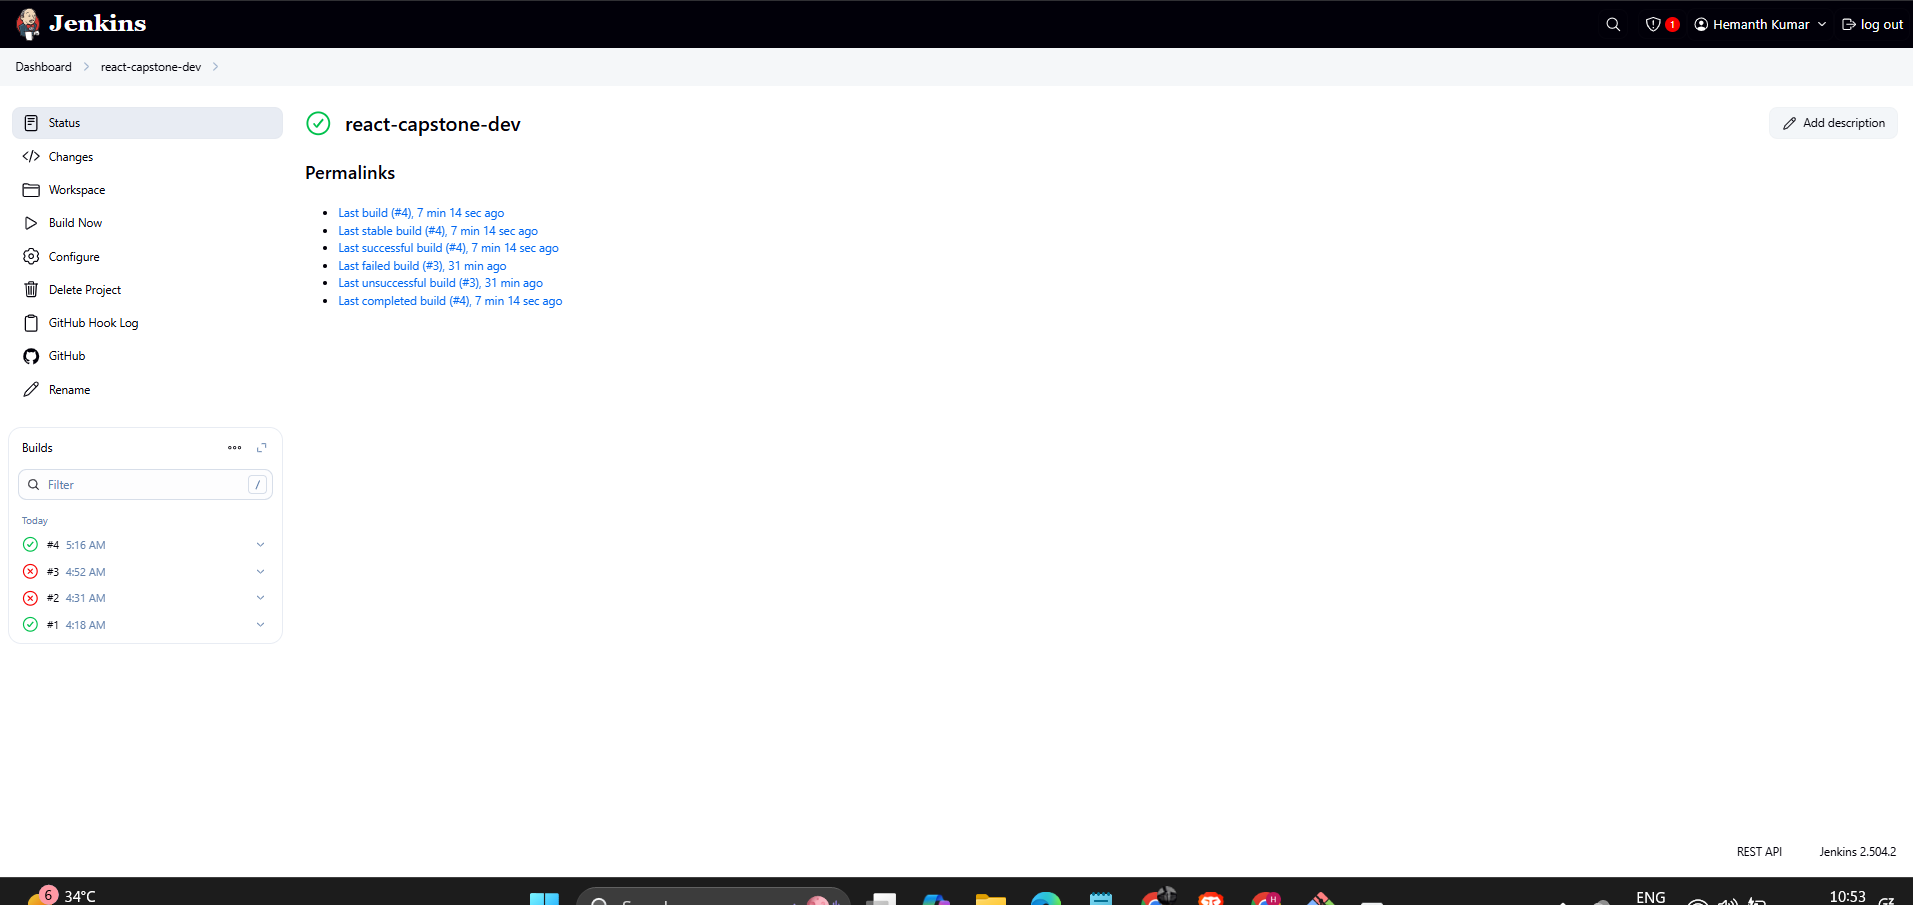 Jenkins
1
Hemanth Kumar
log out
Dashboard
react-capstone-dev
Status
Changes
Workspace
Build Now
Configure
Delete Project
GitHub Hook Log
GitHub
Rename
Builds
Filter
/
Today
#4 5:16 AM
#3 4:52 AM
#2 4:31 AM
#1 4:18 AM
react-capstone-dev
Add description
Permalinks
Last build (#4), 7 min 14 sec ago
Last stable build (#4), 7 min 14 sec ago
Last successful build (#4), 7 min 14 sec ago
Last failed build (#3), 31 min ago
Last unsuccessful build (#3), 31 min ago
Last completed build (#4), 7 min 14 sec ago
REST API
Jenkins 2.504.2
6
34°C
H
ENG
10:53